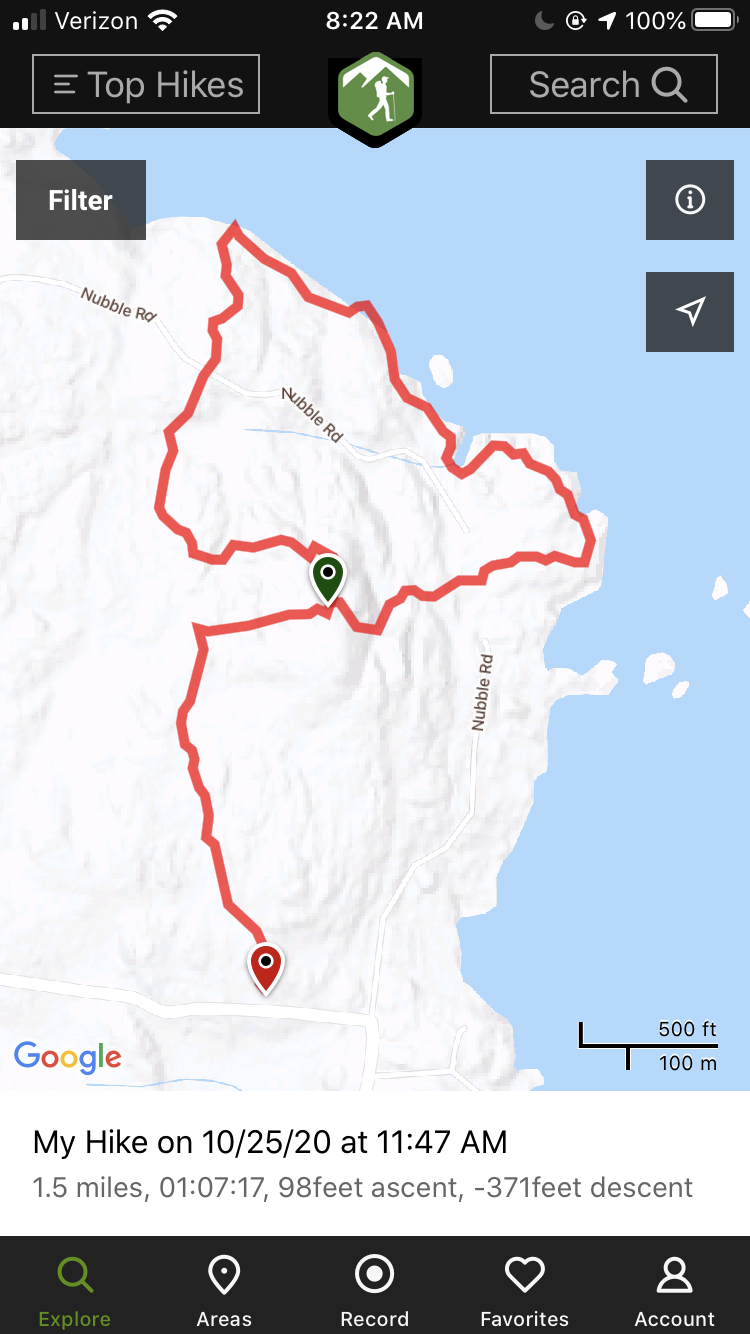 Verizon 8:22 AM 100%
Top Hikes Search
Filter
Nubble Rd
Nubble Rd
Nubble Rd
500 ft
Google
100 m
My Hike on 10/25/20 at 11:47 AM
1.5 miles, 01:07:17, 98feet ascent, -371feet descent
Explore Areas Record Favorites Account